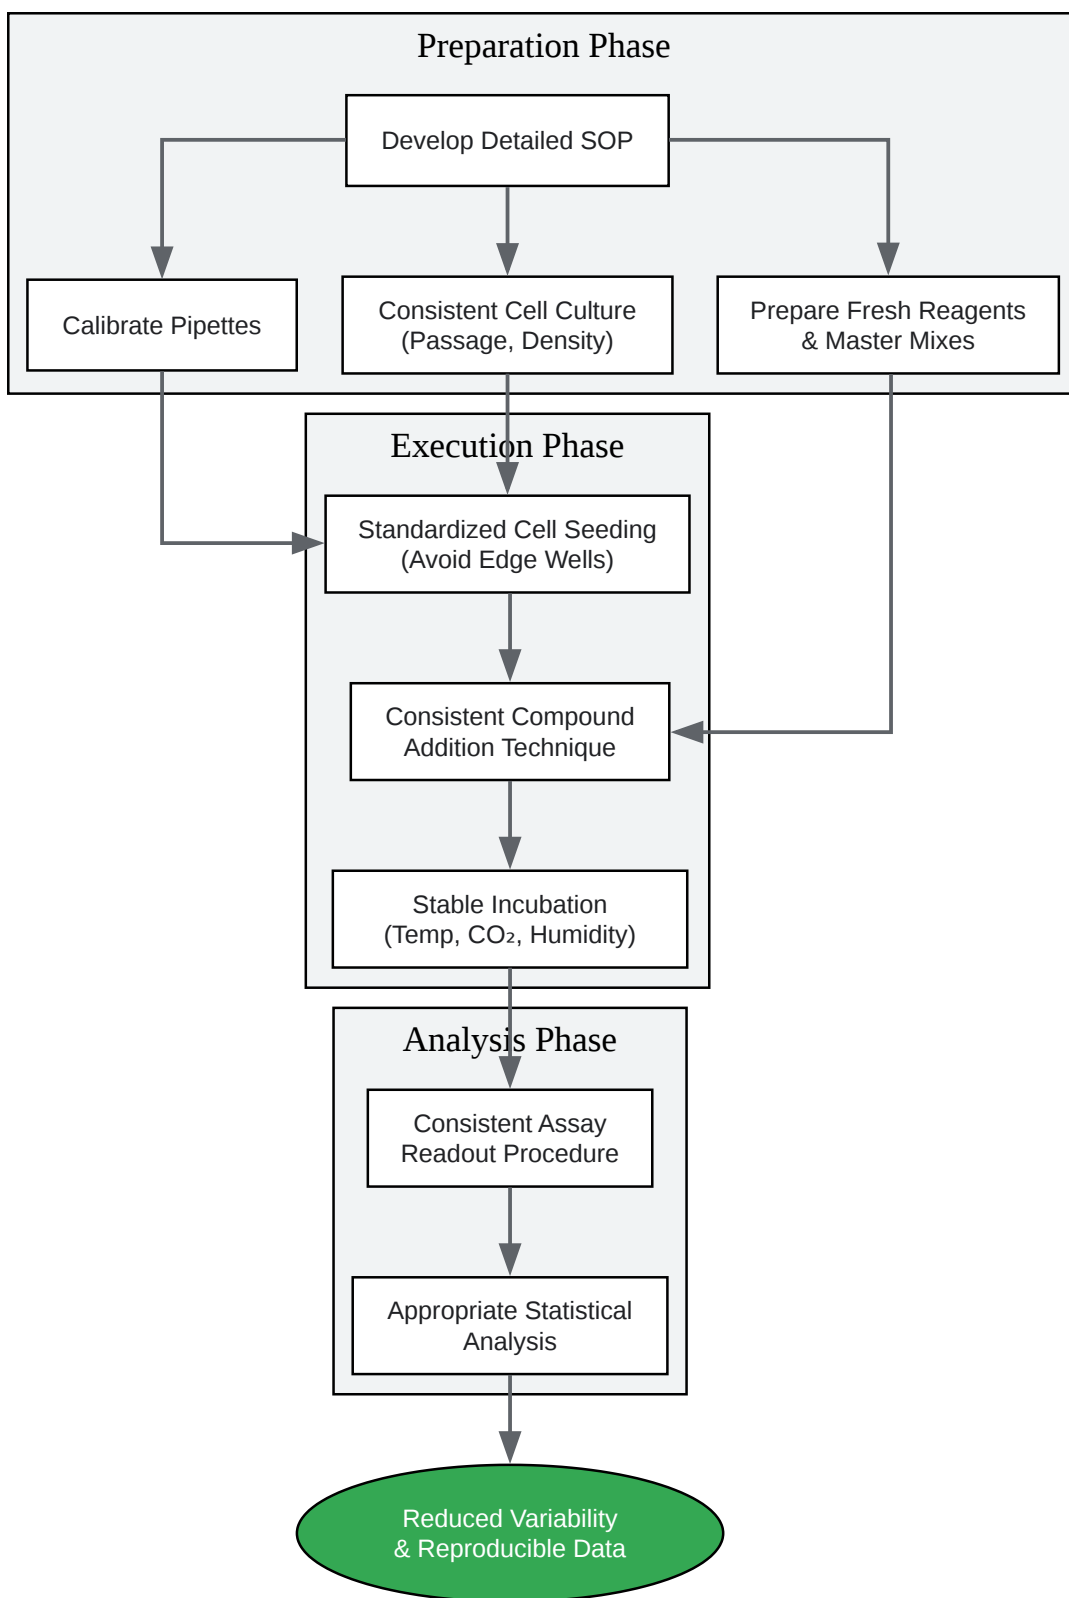 Preparation Phase
Develop Detailed SOP
Calibrate Pipettes
Consistent Cell Culture
(Passage, Density)
Prepare Fresh Reagents
& Master Mixes
Execution Phase
Standardized Cell Seeding
(Avoid Edge Wells)
Consistent Compound
Addition Technique
Stable Incubation
(Temp, CO₂, Humidity)
Analysis Phase
Consistent Assay
Readout Procedure
Appropriate Statistical
Analysis
Reduced Variability
& Reproducible Data